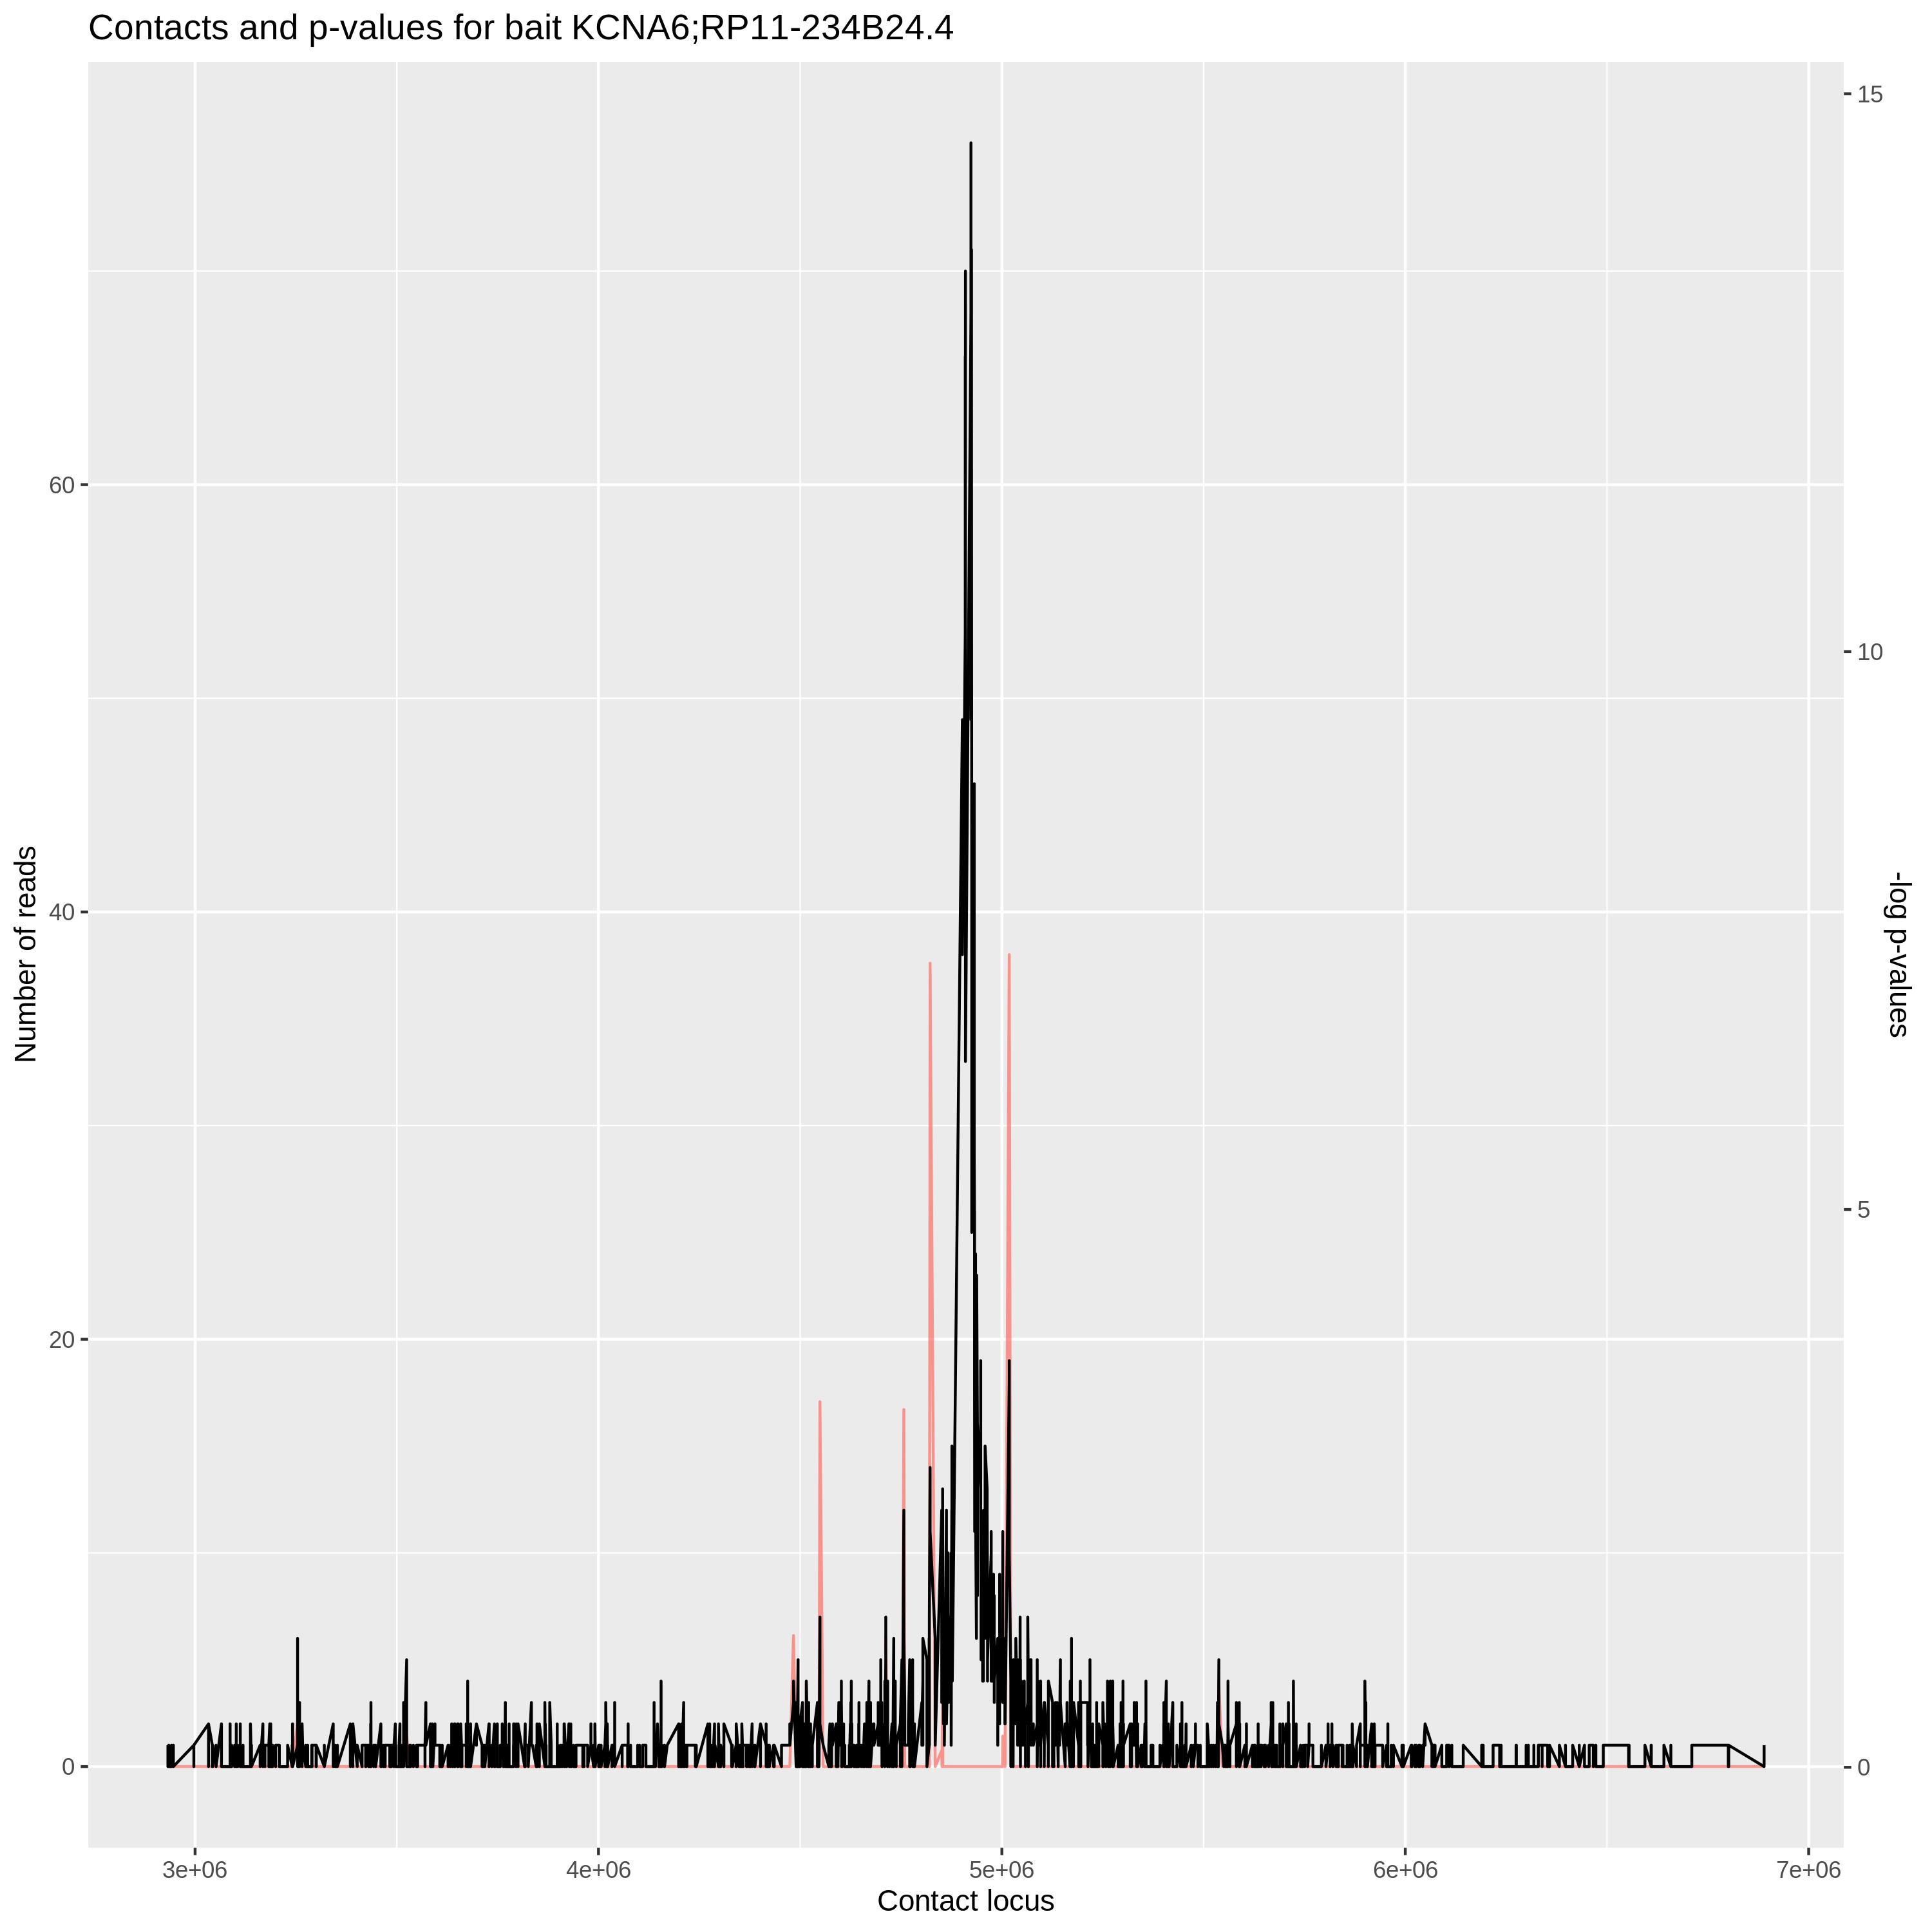 Contacts and p-values for bait KCNA6;RP11-234B24.4
15
60
10
40
Number of reads
-log p-values
5
20
0
0
3e+06 4e+06 5e+06 6e+06 7e+06
Contact locus